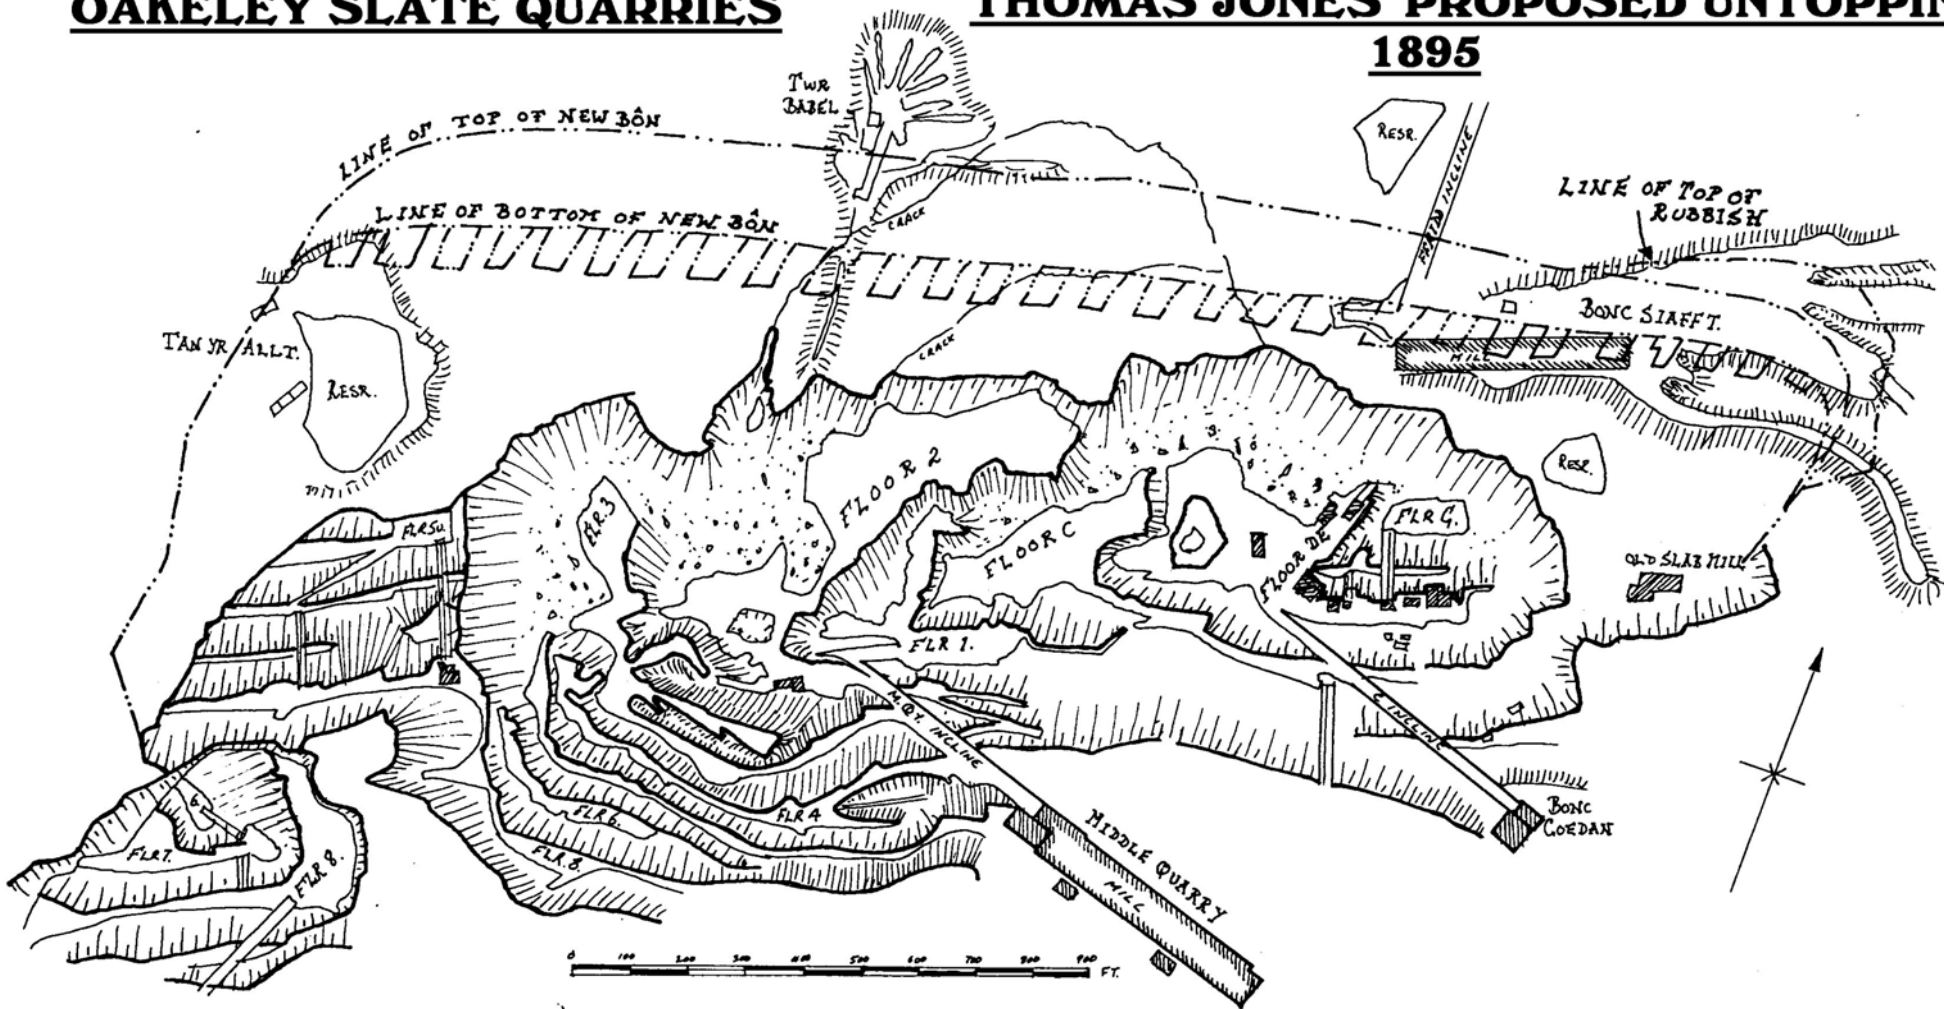 OAKELEY SLATE QUARRIES
THOMAS JONES' PROPOSED UNTOPPIN
1895
TWR
BABEL
LINE OF TOP OF NEW BÔN
RESR.
INCLINE
LINE OF TOP OF
RUBBISH
LINE OF BOTTOM OF NEW BÔN
CRACK
BONC SIAFFT.
TAN YR ALLT.
CRACK
MILL
RESR.
RESR.
FLOOR 2
FLR 3
FLR 5U.
FLOOR C
FLR G.
FLOOR DE
OLD SLAB MILL
FLR 1.
M.QY. INCLINE
C INCLINE
6.
FLR 6.
FLR 4
BONC
COEDAN
FLR 7.
FLR 8.
FLR. 8.
MIDDLE QUARRY
MILL
0 100 200 300 400 500 600 700 800 900 FT.